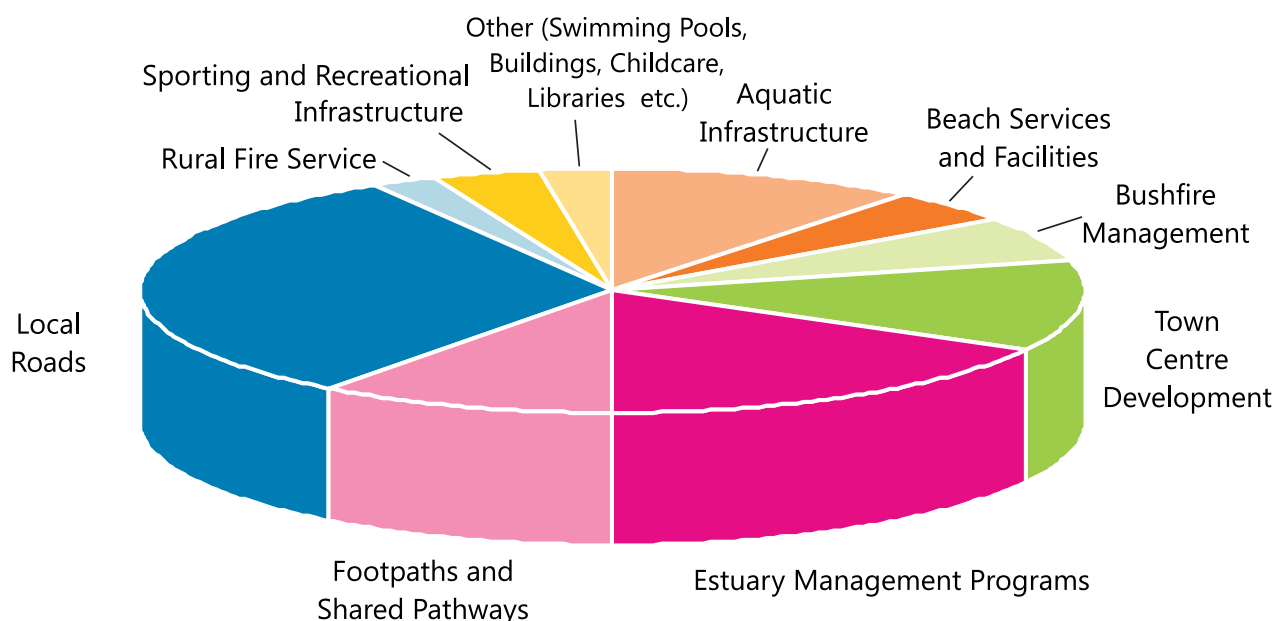 Other (Swimming Pools,
Buildings, Childcare,
Libraries etc.)
Sporting and Recreational
Infrastructure
Rural Fire Service
Aquatic
Infrastructure
Beach Services
and Facilities
Bushfire
Management
Local
Roads
Town
Centre
Development
Footpaths and
Shared Pathways
Estuary Management Programs